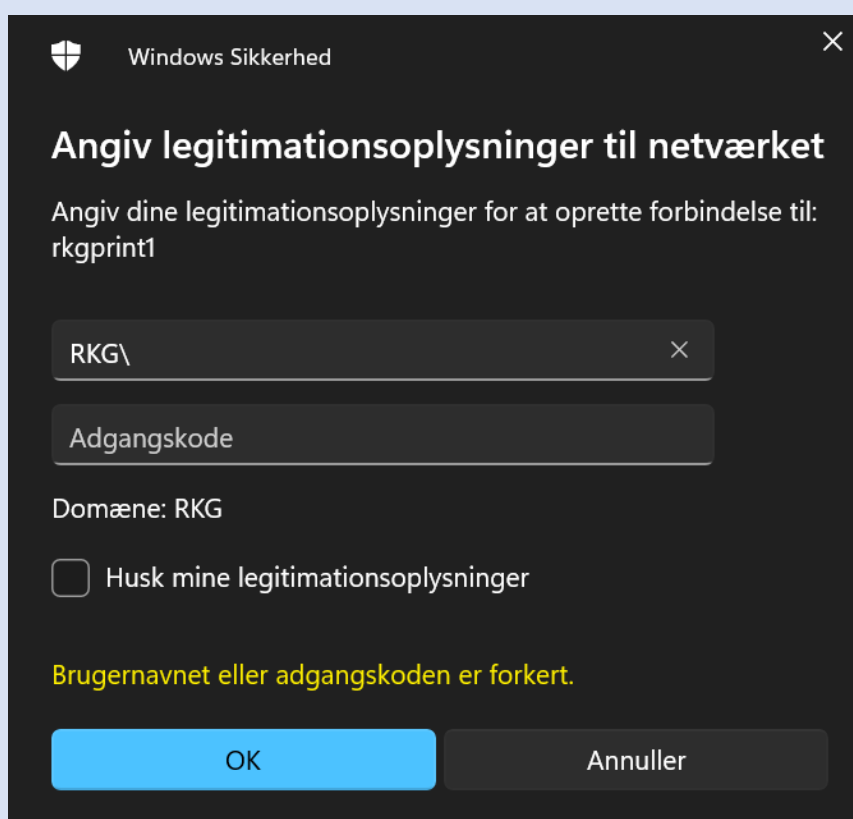 Windows Sikkerhed
Angiv legitimationsoplysninger til netværket
Angiv dine legitimationsoplysninger for at oprette forbindelse til:
rkgprint1
RKG\
Adgangskode
Domæne: RKG
Husk mine legitimationsoplysninger
Brugernavnet eller adgangskoden er forkert.
OK
Annuller